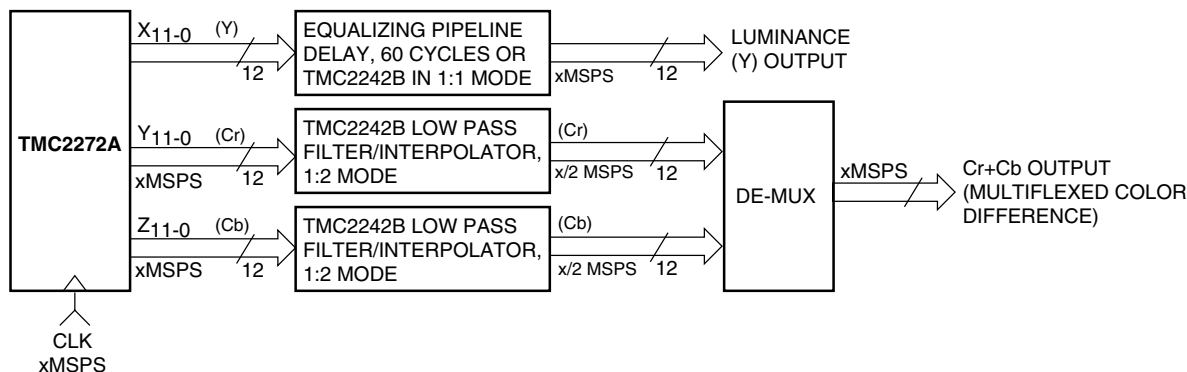 TMC2272A
CLK
xMSPS
X11-0 (Y)
12
EQUALIZING PIPELINE
DELAY, 60 CYCLES OR
TMC2242B IN 1:1 MODE
xMSPS 12
LUMINANCE
(Y) OUTPUT
Y11-0 (Cr)
xMSPS 12
TMC2242B LOW PASS
FILTER/INTERPOLATOR,
1:2 MODE
(Cr)
x/2 MSPS 12
Z11-0 (Cb)
xMSPS 12
TMC2242B LOW PASS
FILTER/INTERPOLATOR,
1:2 MODE
(Cb)
x/2 MSPS 12
DE-MUX
xMSPS
Cr+Cb OUTPUT
(MULTIFLEXED COLOR
DIFFERENCE)